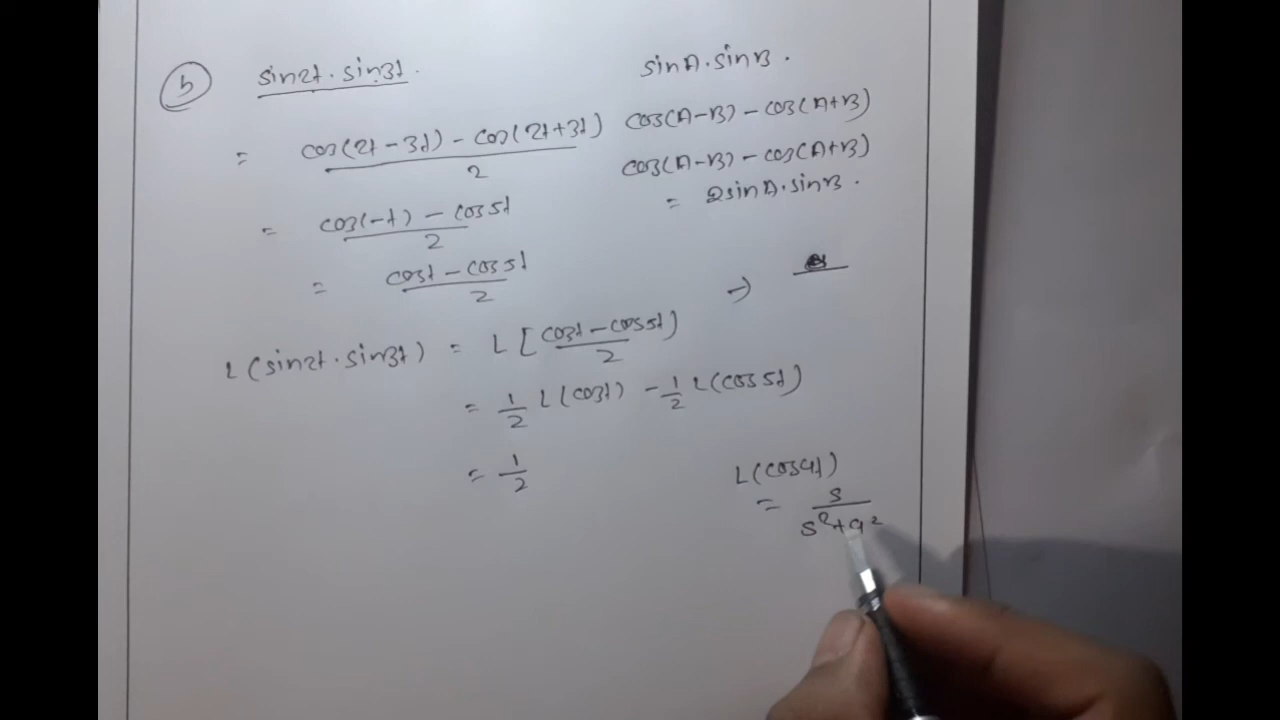 b sin2t . sin3t .
sinA . sinB .
= cos(2t - 3t) - cos(2t + 3t) / 2
cos(A - B) - cos(A + B)
cos(A - B) - cos(A + B)
= 2sinA . sinB .
= cos(-t) - cos5t / 2
= cost - cos5t / 2
→
L(sin2t . sin3t) = L[cost - cos5t / 2)
= 1/2 L(cost) - 1/2 L(cos5t)
= 1/2
L(cosat)
= s / s² + a²